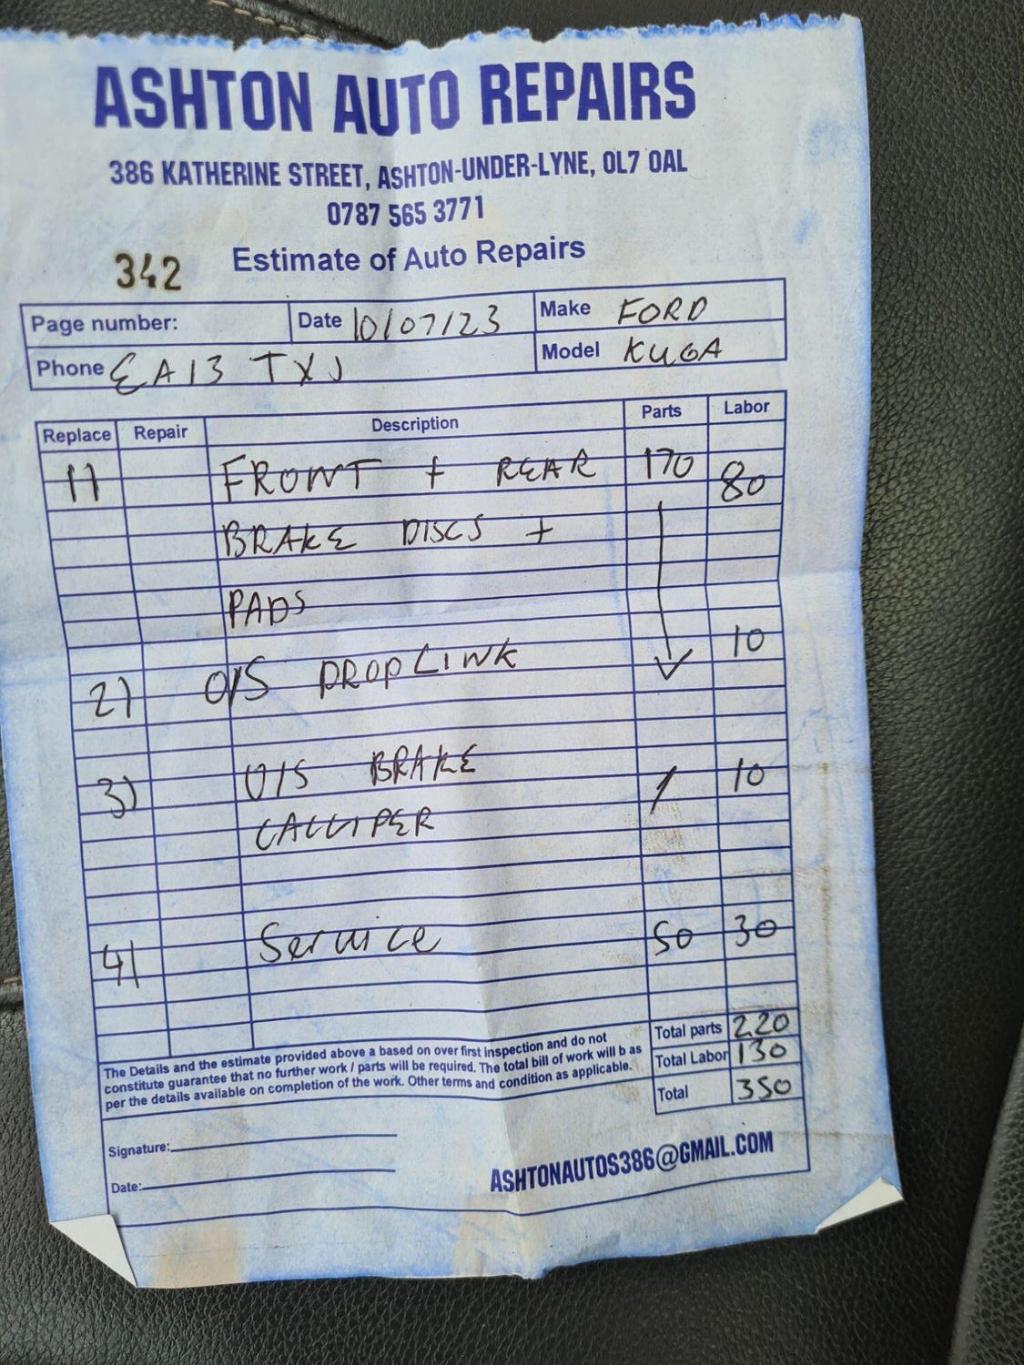 ASHTON AUTO REPAIRS
386 KATHERINE STREET, ASHTON-UNDER-LYNE, OL7 0AL
0787 565 3771
342 Estimate of Auto Repairs
Page number: Date 10/07/23 Make FORD
Phone EA13 TXJ Model KUGA
Replace Repair Description Parts Labor
1) FRONT + REAR 170 80
BRAKE DISCS +
PADS
2) O/S DROP LINK 10
3) O/S BRAKE / 10
CALLIPER
4) Service 50 30
The Details and the estimate provided above a based on over first inspection and do not
constitute guarantee that no further work / parts will be required. The total bill of work will b as
per the details available on completion of the work. Other terms and condition as applicable.
Total parts 220
Total Labor 130
Total 350
Signature:
Date:
ASHTONAUTOS386@GMAIL.COM